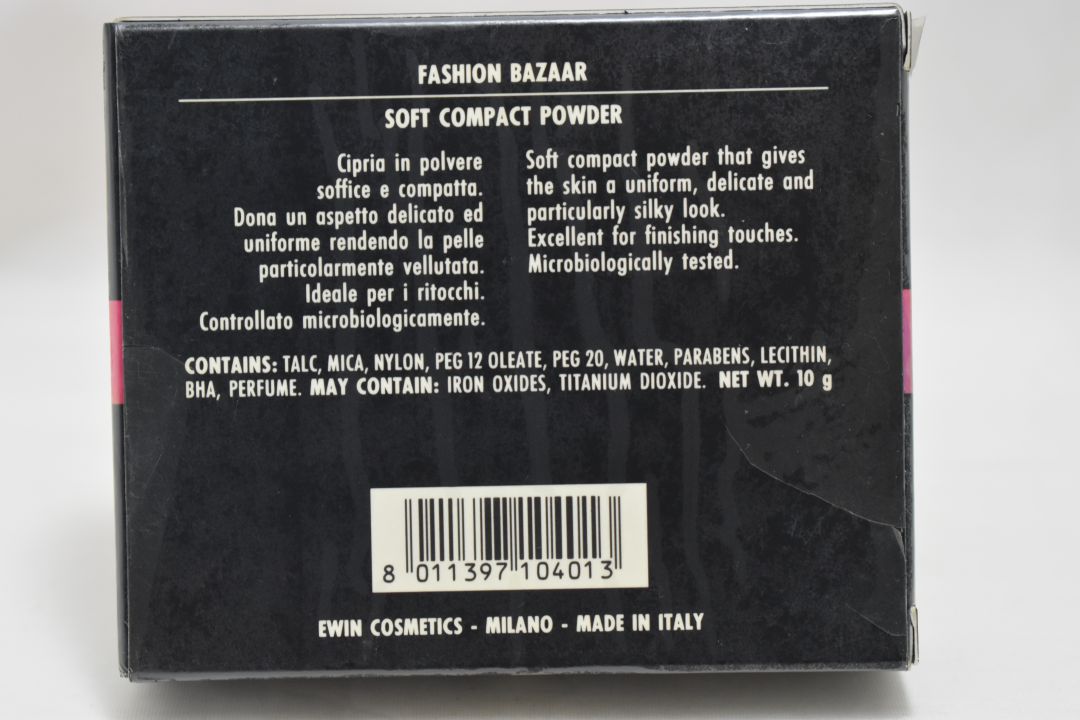 FASHION BAZAAR
SOFT COMPACT POWDER
Cipria in polvere
soffice e compatta.
Dona un aspetto delicato ed
uniforme rendendo la pelle
particolarmente vellutata.
Ideale per i ritocchi.
Controllato microbiologicamente.
Soft compact powder that gives
the skin a uniform, delicate and
particularly silky look.
Excellent for finishing touches.
Microbiologically tested.
CONTAINS: TALC, MICA, NYLON, PEG 12 OLEATE, PEG 20, WATER, PARABENS, LECITHIN,
BHA, PERFUME. MAY CONTAIN: IRON OXIDES, TITANIUM DIOXIDE. NET WT. 10 g
8 011397 104013
EWIN COSMETICS - MILANO - MADE IN ITALY